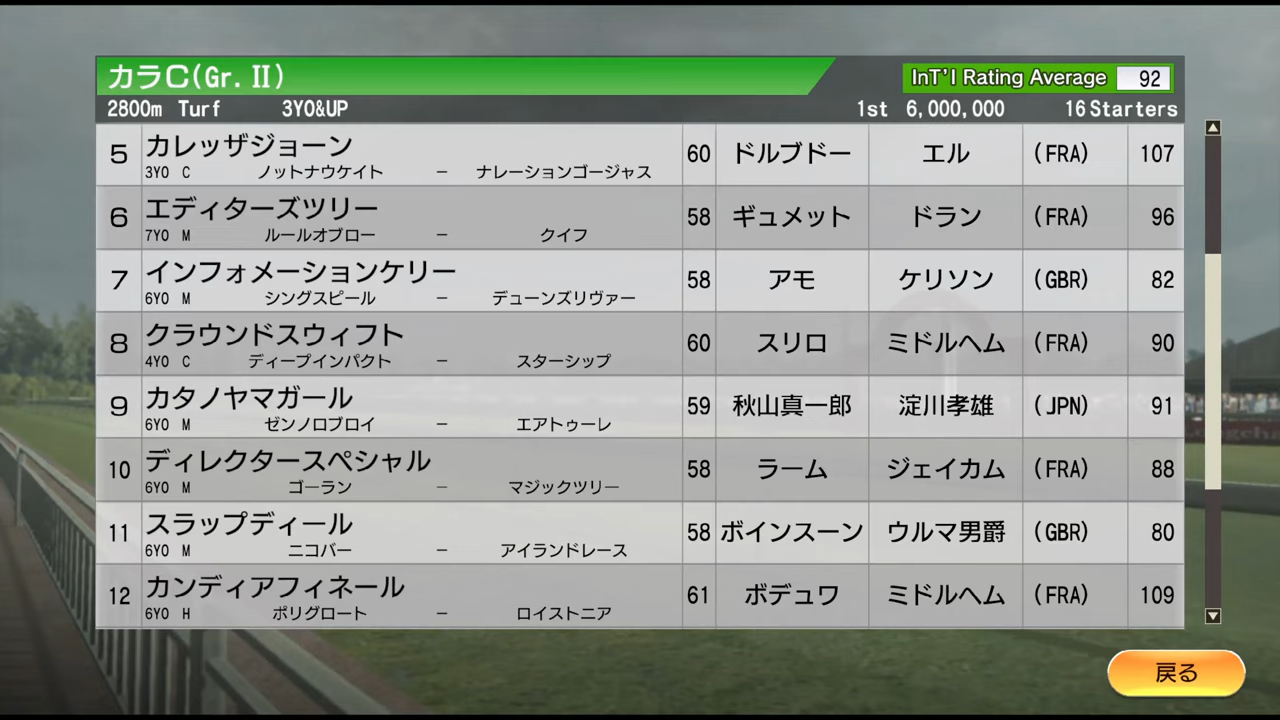 カラC(Gr. II)
InT'l Rating Average 92
2800m Turf 3YO&UP 1st 6,000,000 16Starters
5 カレッザジョーン 60 ドルブドー エル (FRA) 107
3YO C ノットナウケイト − ナレーションゴージャス
6 エディターズツリー 58 ギュメット ドラン (FRA) 96
7YO M ルールオブロー − クイフ
7 インフォメーションケリー 58 アモ ケリソン (GBR) 82
6YO M シングスピール − デューンズリヴァー
8 クラウンドスウィフト 60 スリロ ミドルヘム (FRA) 90
4YO C ディープインパクト − スターシップ
9 カタノヤマガール 59 秋山真一郎 淀川孝雄 (JPN) 91
6YO M ゼンノロブロイ − エアトゥーレ
10 ディレクタースペシャル 58 ラーム ジェイカム (FRA) 88
6YO M ゴーラン − マジックツリー
11 スラップディール 58 ボインスーン ウルマ男爵 (GBR) 80
6YO M ニコバー − アイランドレース
12 カンディアフィネール 61 ボデュワ ミドルヘム (FRA) 109
6YO H ポリグロート − ロイストニア
戻る